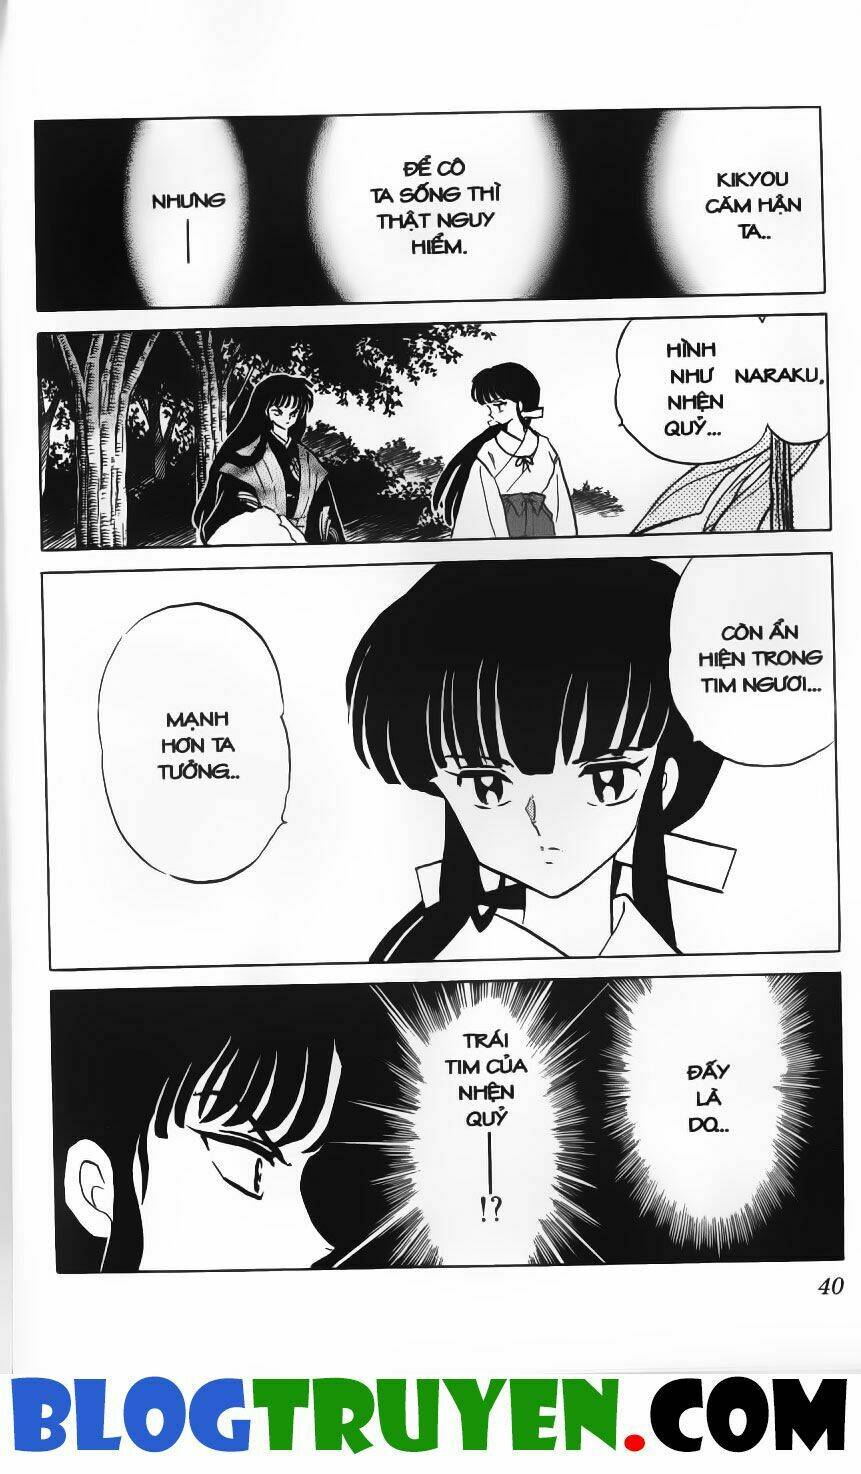 KIKYOU
CĂM HẬN
TA..
ĐỂ CÔ
TA SỐNG THÌ
THẬT NGUY
HIỂM.
NHƯNG
NARAKU,
HÌNH
NHƯ
NHỆN
QUỶ...
CÒN ẨN
HIỆN TRONG
TIM NGƯƠI...
MẠNH
HƠN TA
TƯỞNG..
ĐẤY
LÀ
DO...
TRÁI
TIM CỦA
NHỆN
QUỶ
!?
40
BLOGTRUYEN.COM